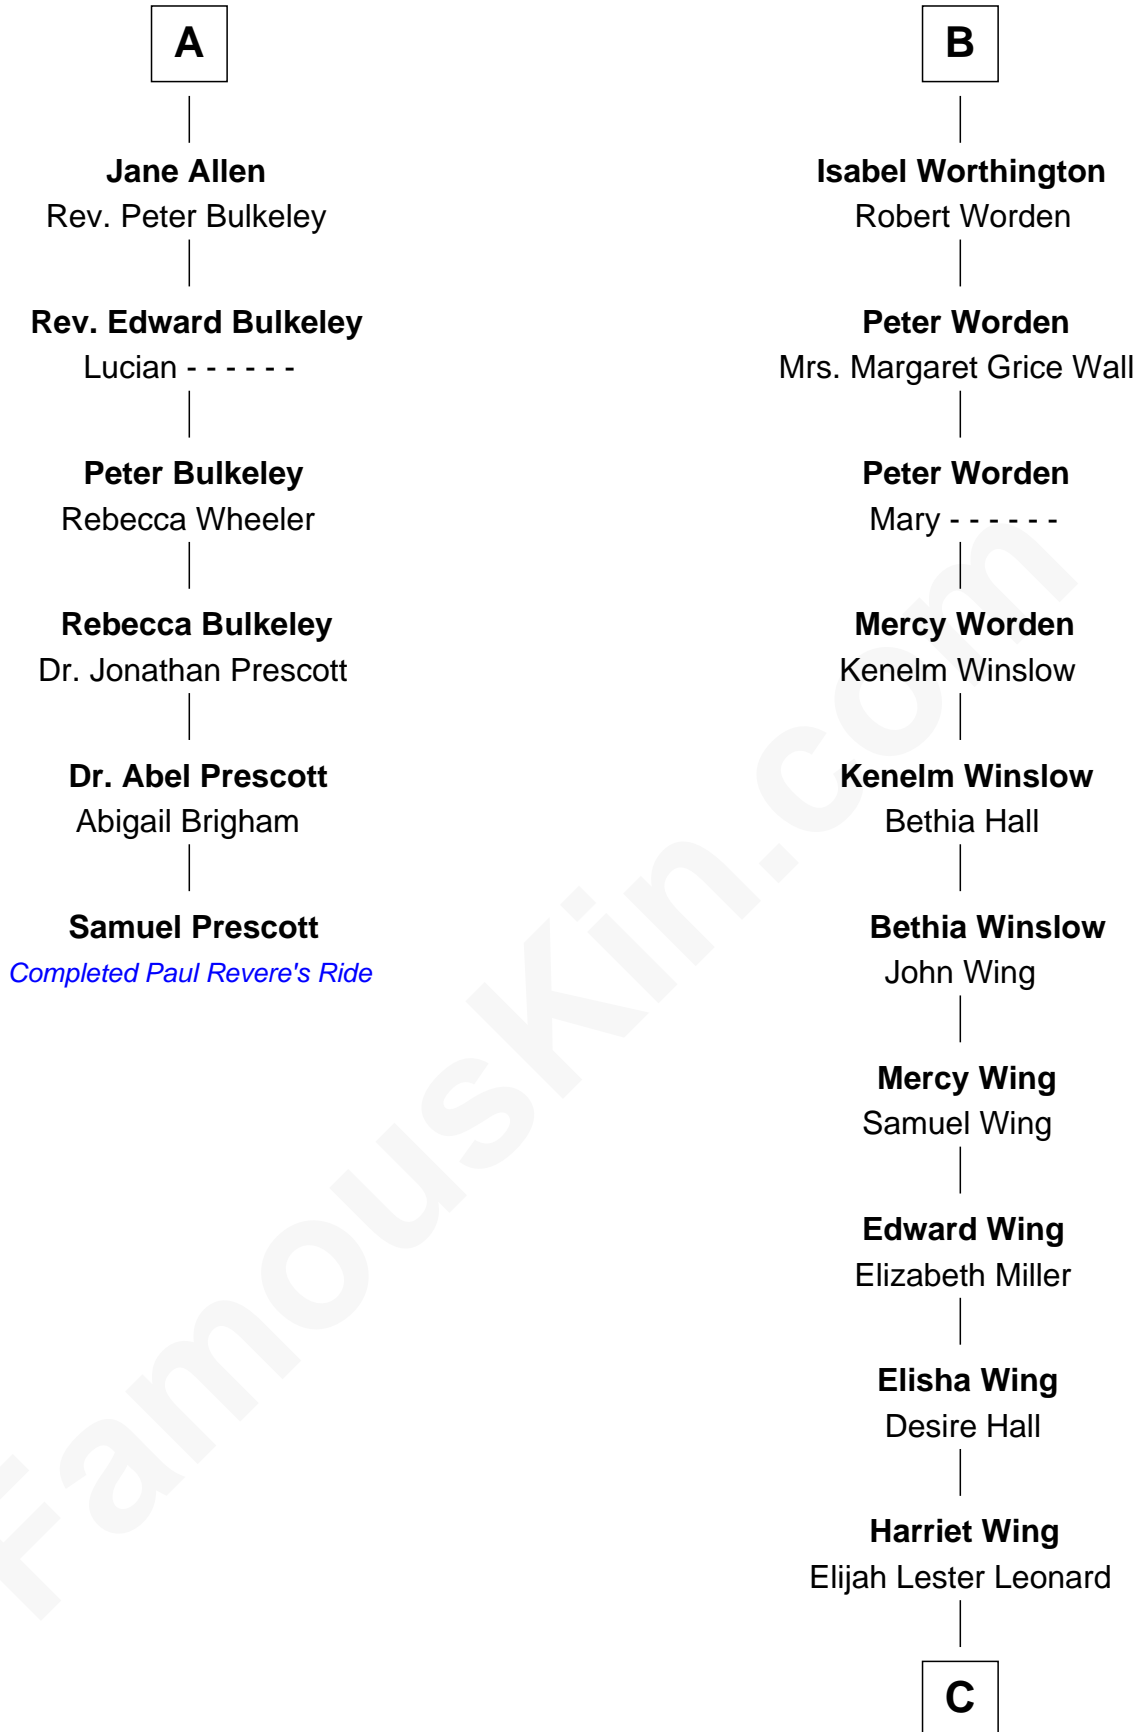 A
Jane Allen
Rev. Peter Bulkeley
Rev. Edward Bulkeley
Lucian - - - - - -
Peter Bulkeley
Rebecca Wheeler
Rebecca Bulkeley
Dr. Jonathan Prescott
Dr. Abel Prescott
Abigail Brigham
Samuel Prescott
Completed Paul Revere's Ride
B
Isabel Worthington
Robert Worden
Peter Worden
Mrs. Margaret Grice Wall
Peter Worden
Mary - - - - - -
Mercy Worden
Kenelm Winslow
Kenelm Winslow
Bethia Hall
Bethia Winslow
John Wing
Mercy Wing
Samuel Wing
Edward Wing
Elizabeth Miller
Elisha Wing
Desire Hall
Harriet Wing
Elijah Lester Leonard
C
FamousKin.com